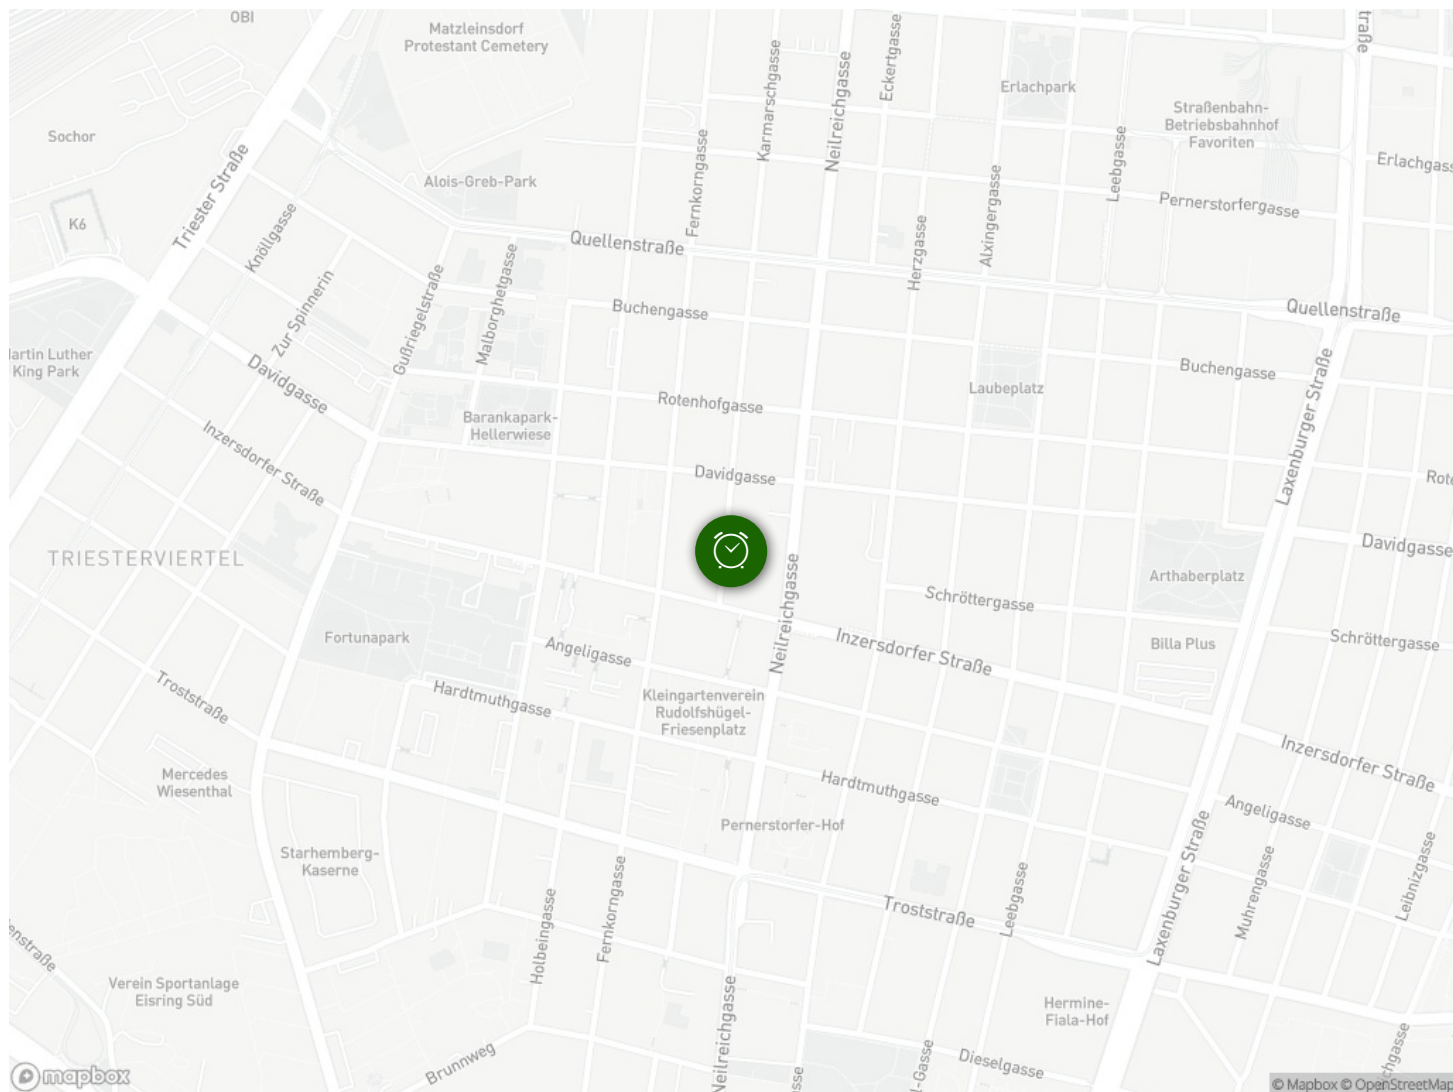 OBI
Matzleinsdorf
Protestant Cemetery
Karmarschgasse
Neilreichgasse
Eckertgasse
Erlachpark
Straßenbahn-
Betriebsbahnhof
Favoriten
Sochor
Triester Straße
Alois-Greb-Park
Fernkorngasse
Alxingergasse
Leebgasse
Pernerstorfergasse
K6
Knöllgasse
Quellenstraße
Herzgasse
Zur Spinnerin
Gußriegelstraße
Malborghetgasse
Buchengasse
Quellenstraße
King Park
Davidgasse
Rotenhofgasse
Laubeplatz
Buchengasse
Laxenburger Straße
Inzersdorfer Straße
Barankapark-
Hellerwiese
Davidgasse
TRIESTERVIERTEL
Neilreichgasse
Davidgasse
Arthaberplatz
Schröttergasse
Fortunapark
Angeligasse
Inzersdorfer Straße
Billa Plus
Schröttergasse
Troststraße
Hardtmuthgasse
Kleingartenverein
Rudolfshügel-
Friesenplatz
Mercedes
Wiesenthal
Hardtmuthgasse
Inzersdorfer Straße
Angeligasse
Pernerstorfer-Hof
Starhemberg-
Kaserne
Holbeingasse
Fernkorngasse
Troststraße
Leebgasse
Laxenburger Straße
Muhrengasse
Leibnizgasse
Verein Sportanlage
Eisring Süd
Neilreichgasse
Hermine-
Fiala-Hof
Brunnweg
Dieselgasse
mapbox
© Mapbox © OpenStreetMap